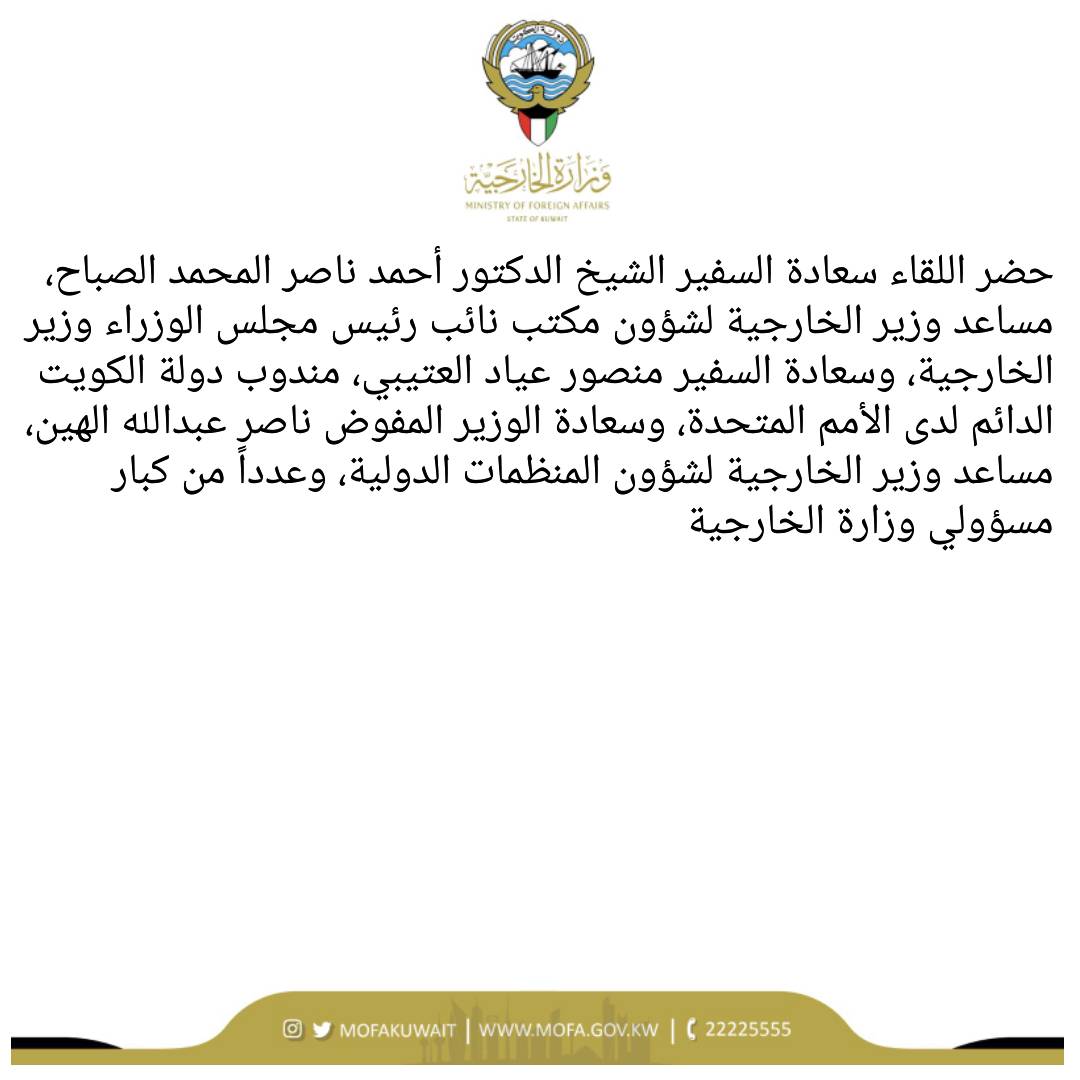 دولة الكويت
وزارة الخارجية
MINISTRY OF FOREIGN AFFAIRS
STATE OF KUWAIT
حضر اللقاء سعادة السفير الشيخ الدكتور أحمد ناصر المحمد الصباح،
مساعد وزير الخارجية لشؤون مكتب نائب رئيس مجلس الوزراء وزير
الخارجية، وسعادة السفير منصور عياد العتيبي، مندوب دولة الكويت
الدائم لدى الأمم المتحدة، وسعادة الوزير المفوض ناصر عبدالله الهين،
مساعد وزير الخارجية لشؤون المنظمات الدولية، وعدداً من كبار
مسؤولي وزارة الخارجية
MOFAKUWAIT | WWW.MOFA.GOV.KW | 22225555